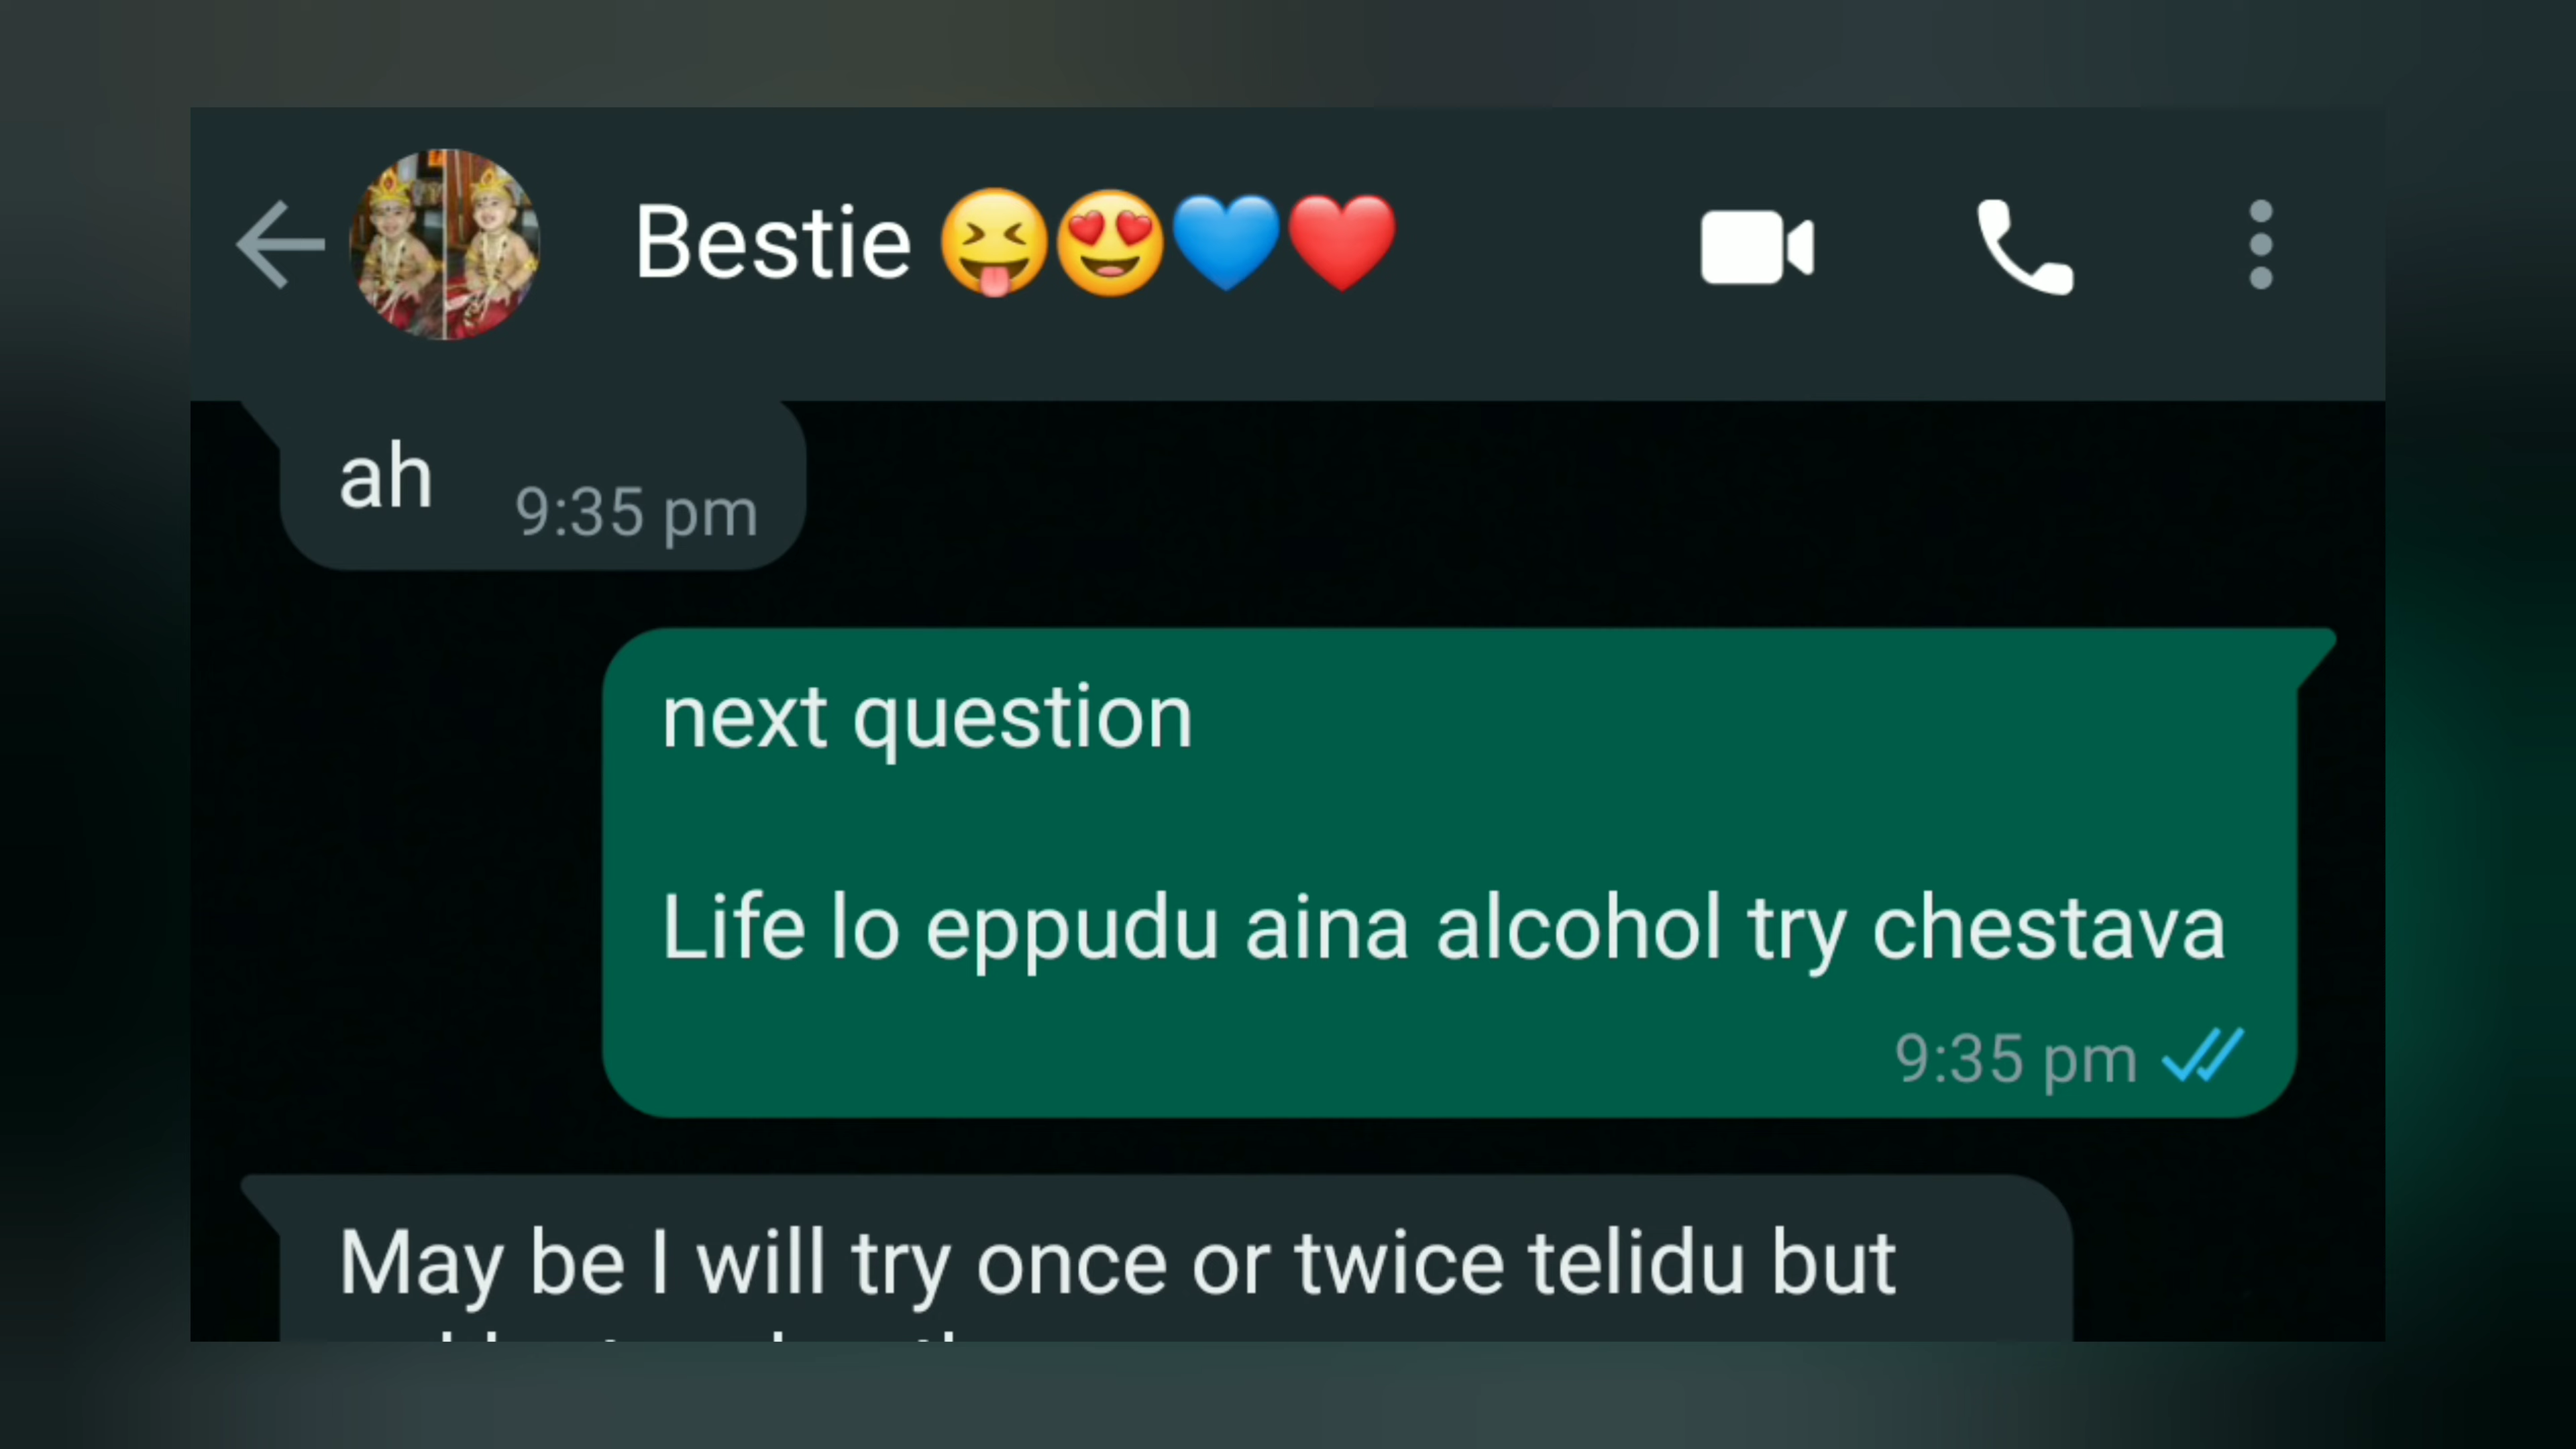 Bestie 😝😍💙❤️
ah
9:35 pm
next question
Life lo eppudu aina alcohol try chestava
9:35 pm
May be I will try once or twice telidu but